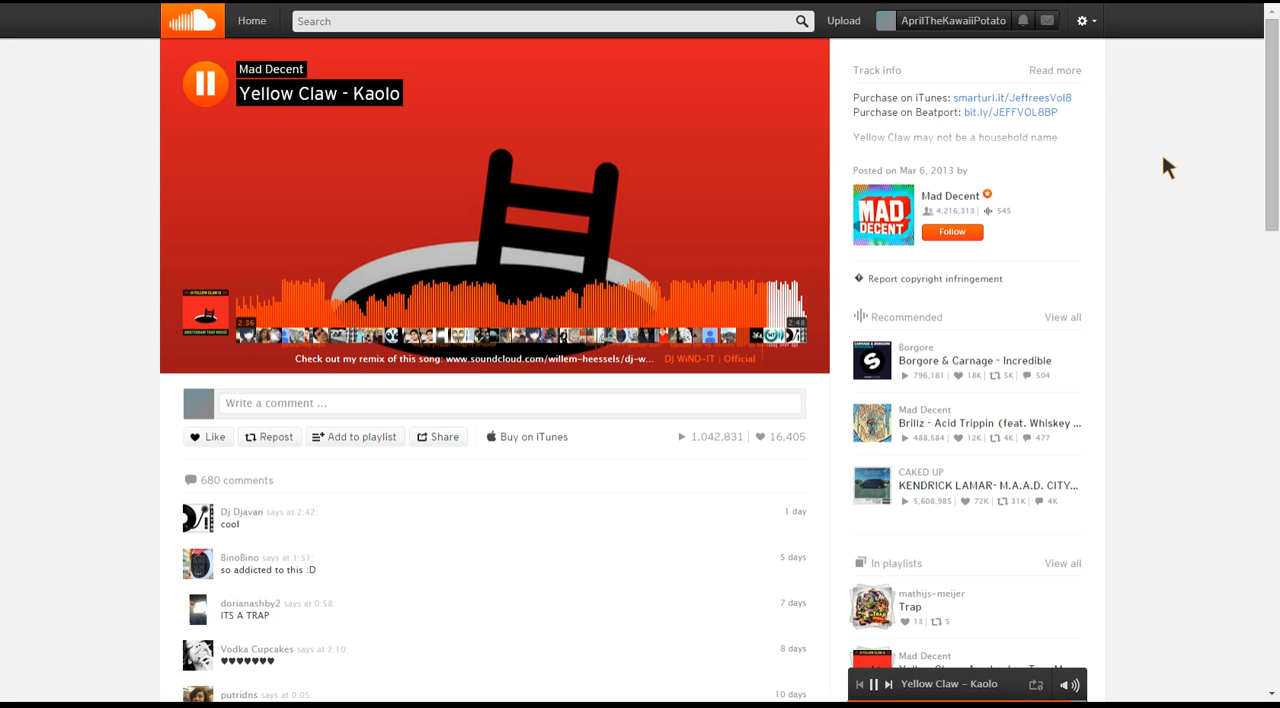 Home
Search
Upload
AprilTheKawaiiPotato
Mad Decent
Yellow Claw - Kaolo
2:36
2:48
Check out my remix of this song: www.soundcloud.com/willem-heessels/dj-w...
DJ WiND-IT | Official
Write a comment ...
Like
Repost
Add to playlist
Share
Buy on iTunes
1,042,831
16,405
680 comments
Dj Djavan says at 2:42:
1 day
cool
BinoBino says at 1:51:
5 days
so addicted to this :D
dorianashby2 says at 0:58:
7 days
ITS A TRAP
Vodka Cupcakes says at 2:10:
8 days
♥♥♥♥♥♥♥
putridns says at 0:05:
10 days
Track info
Read more
Purchase on iTunes: smarturl.it/JeffreesVol8
Purchase on Beatport: bit.ly/JEFFVOL8BP
Yellow Claw may not be a household name
Posted on Mar 6, 2013 by
MAD DECENT
Mad Decent
4,216,313
545
Follow
Report copyright infringement
Recommended
View all
Borgore
Borgore & Carnage - Incredible
796,181 18K 5K 504
Mad Decent
Brillz - Acid Trippin (feat. Whiskey ...
488,584 12K 4K 477
CAKED UP
KENDRICK LAMAR- M.A.A.D. CITY...
5,608,985 72K 31K 4K
In playlists
View all
mathijs-meijer
Trap
13 5
Mad Decent
Yellow Claw - Kaolo